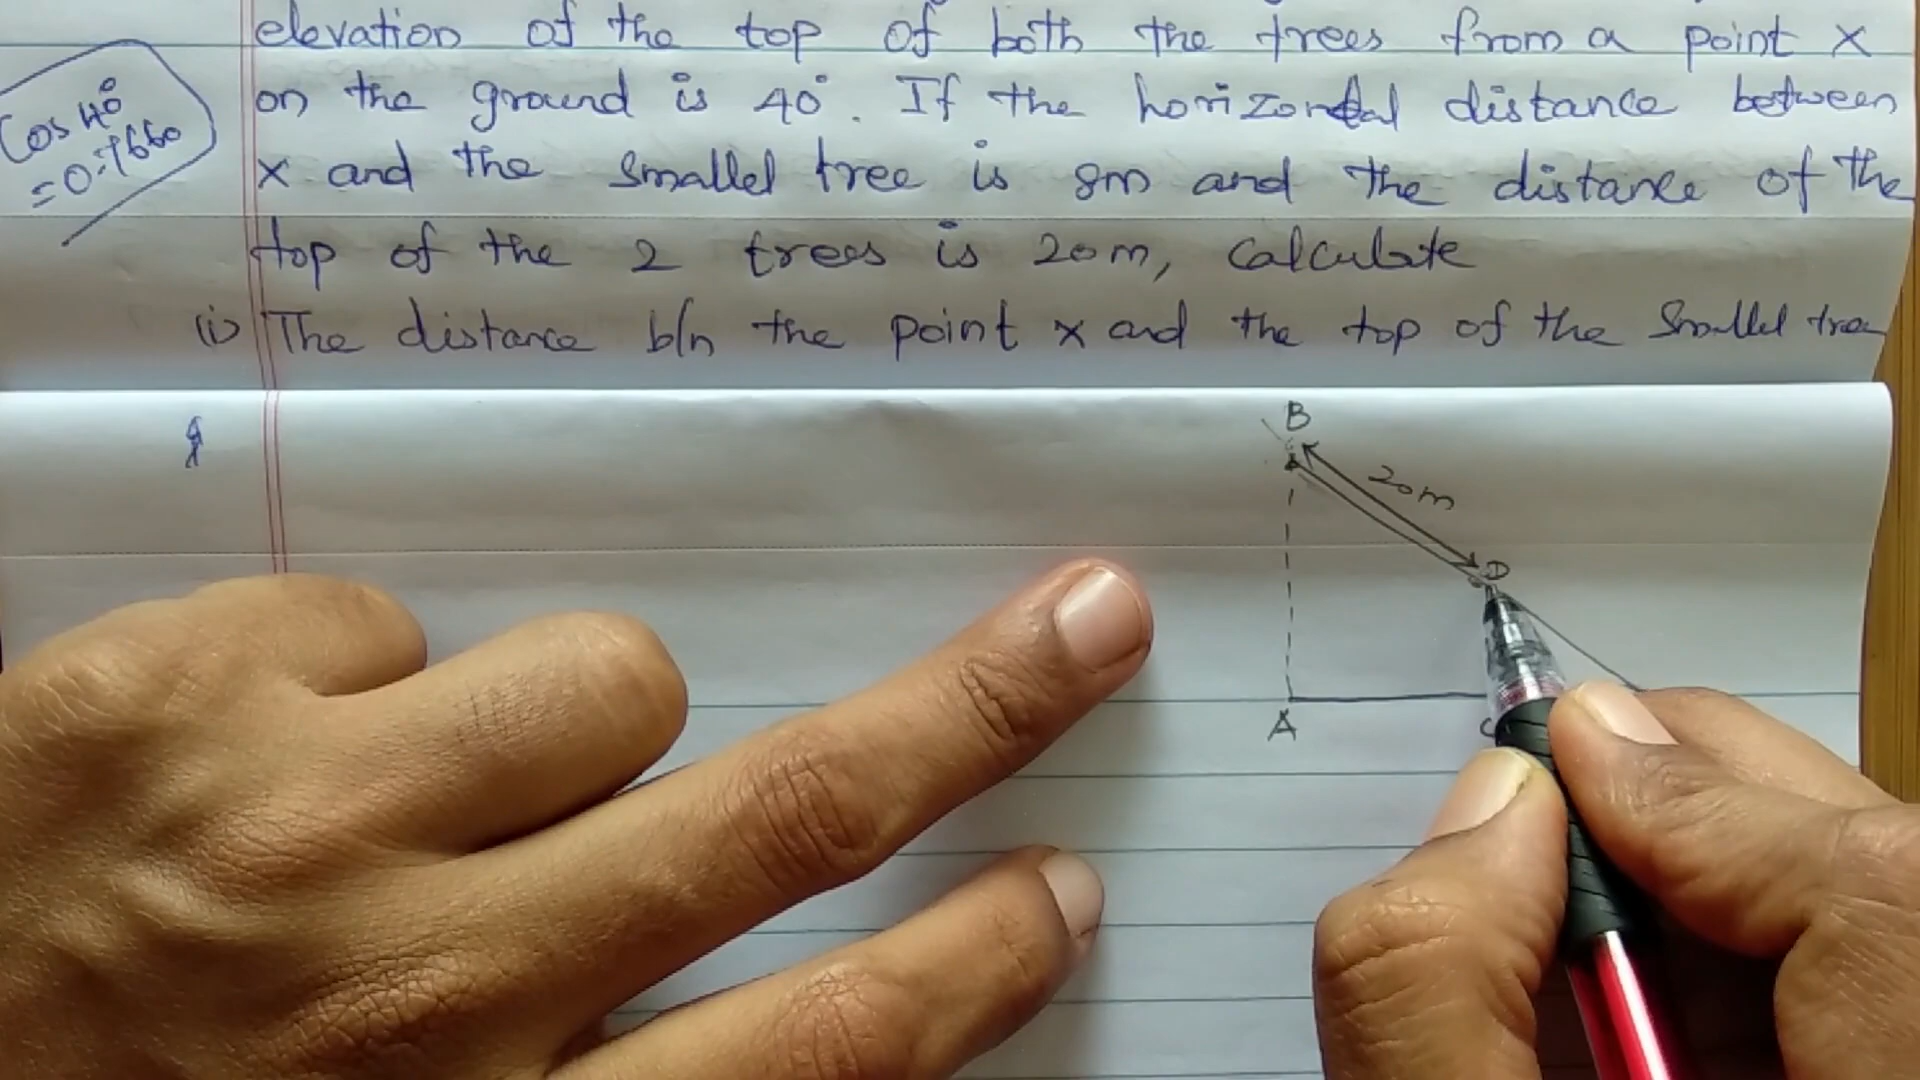 elevation of the top of both the trees from a point x
on the ground is 40°. If the horizontal distance between
x and the smaller tree is 8m and the distance of the
top of the 2 trees is 20m, calculate
(i) The distance b/n the point x and the top of the smaller tree
Cos 40°
= 0.7660
B
20m
D
A
C